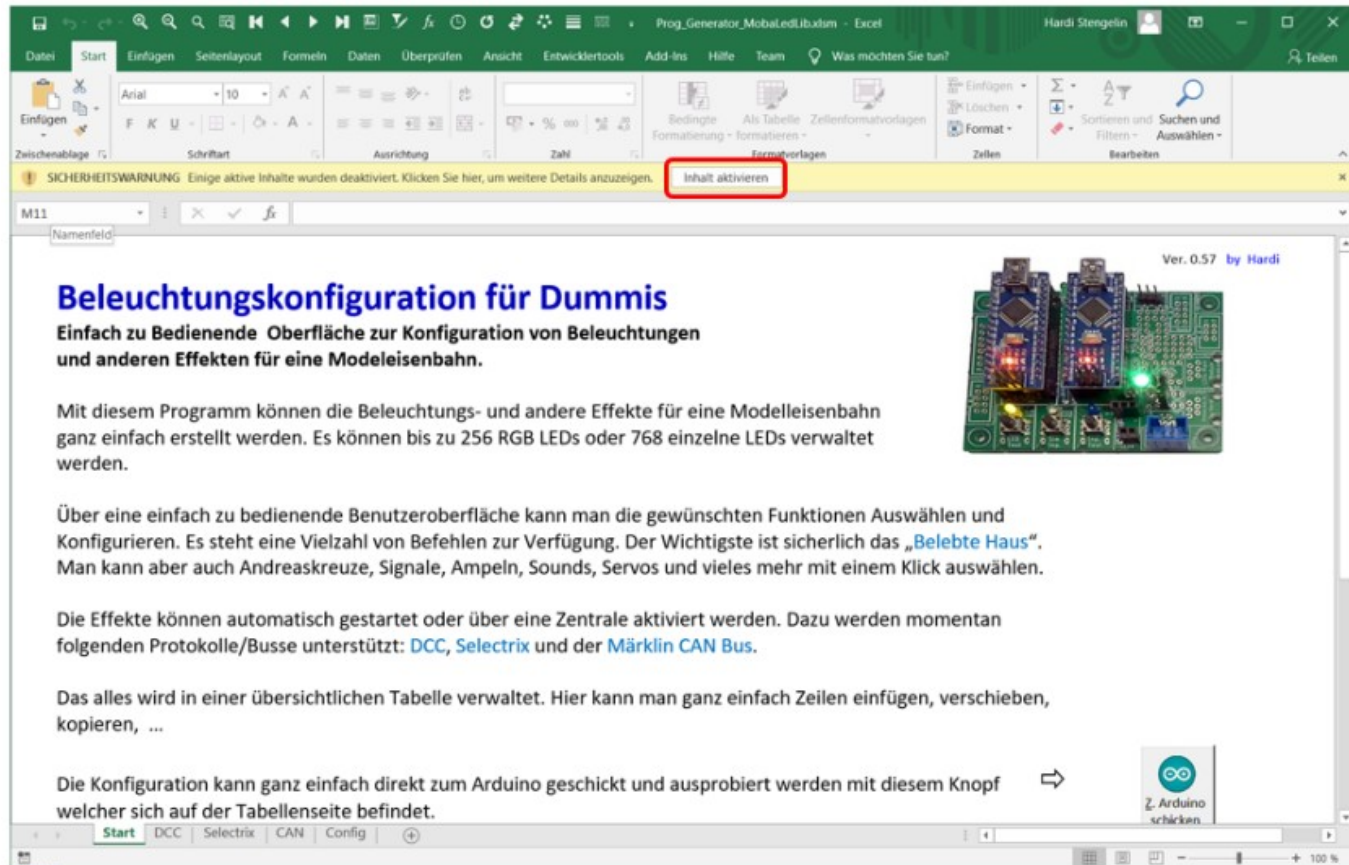 Prog_Generator_MobaLedLib.xlsm - Excel
Hardi Stengelin
Datei Start Einfügen Seitenlayout Formeln Daten Überprüfen Ansicht Entwicklertools Add-Ins Hilfe Team Was möchten Sie tun? Teilen
Einfügen
Arial 10
F K U
% 000
Bedingte Formatierung
Als Tabelle formatieren
Zellenformatvorlagen
Einfügen
Löschen
Format
Sortieren und Filtern
Suchen und Auswählen
Zwischenablage Schriftart Ausrichtung Zahl Formatvorlagen Zellen Bearbeiten
SICHERHEITSWARNUNG Einige aktive Inhalte wurden deaktiviert. Klicken Sie hier, um weitere Details anzuzeigen. Inhalt aktivieren
M11 fx
Namenfeld
Ver. 0.57 by Hardi
Beleuchtungskonfiguration für Dummis
Einfach zu Bedienende Oberfläche zur Konfiguration von Beleuchtungen
und anderen Effekten für eine Modeleisenbahn.
Mit diesem Programm können die Beleuchtungs- und andere Effekte für eine Modelleisenbahn
ganz einfach erstellt werden. Es können bis zu 256 RGB LEDs oder 768 einzelne LEDs verwaltet
werden.
Über eine einfach zu bedienende Benutzeroberfläche kann man die gewünschten Funktionen Auswählen und
Konfigurieren. Es steht eine Vielzahl von Befehlen zur Verfügung. Der Wichtigste ist sicherlich das „Belebte Haus“.
Man kann aber auch Andreaskreuze, Signale, Ampeln, Sounds, Servos und vieles mehr mit einem Klick auswählen.
Die Effekte können automatisch gestartet oder über eine Zentrale aktiviert werden. Dazu werden momentan
folgenden Protokolle/Busse unterstützt: DCC, Selectrix und der Märklin CAN Bus.
Das alles wird in einer übersichtlichen Tabelle verwaltet. Hier kann man ganz einfach Zeilen einfügen, verschieben,
kopieren, ...
Die Konfiguration kann ganz einfach direkt zum Arduino geschickt und ausprobiert werden mit diesem Knopf
welcher sich auf der Tabellenseite befindet.
Z. Arduino
schicken
Start DCC Selectrix CAN Config
100 %